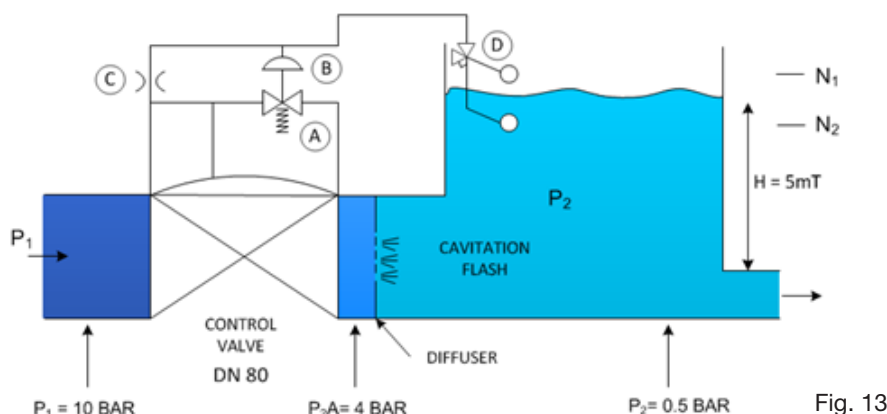 C
B
D
A
N₁
N₂
H = 5mT
P₂
P₁
CAVITATION
FLASH
CONTROL
VALVE
DN 80
DIFFUSER
P₁ = 10 BAR
P₂A= 4 BAR
P₂= 0.5 BAR
Fig. 13